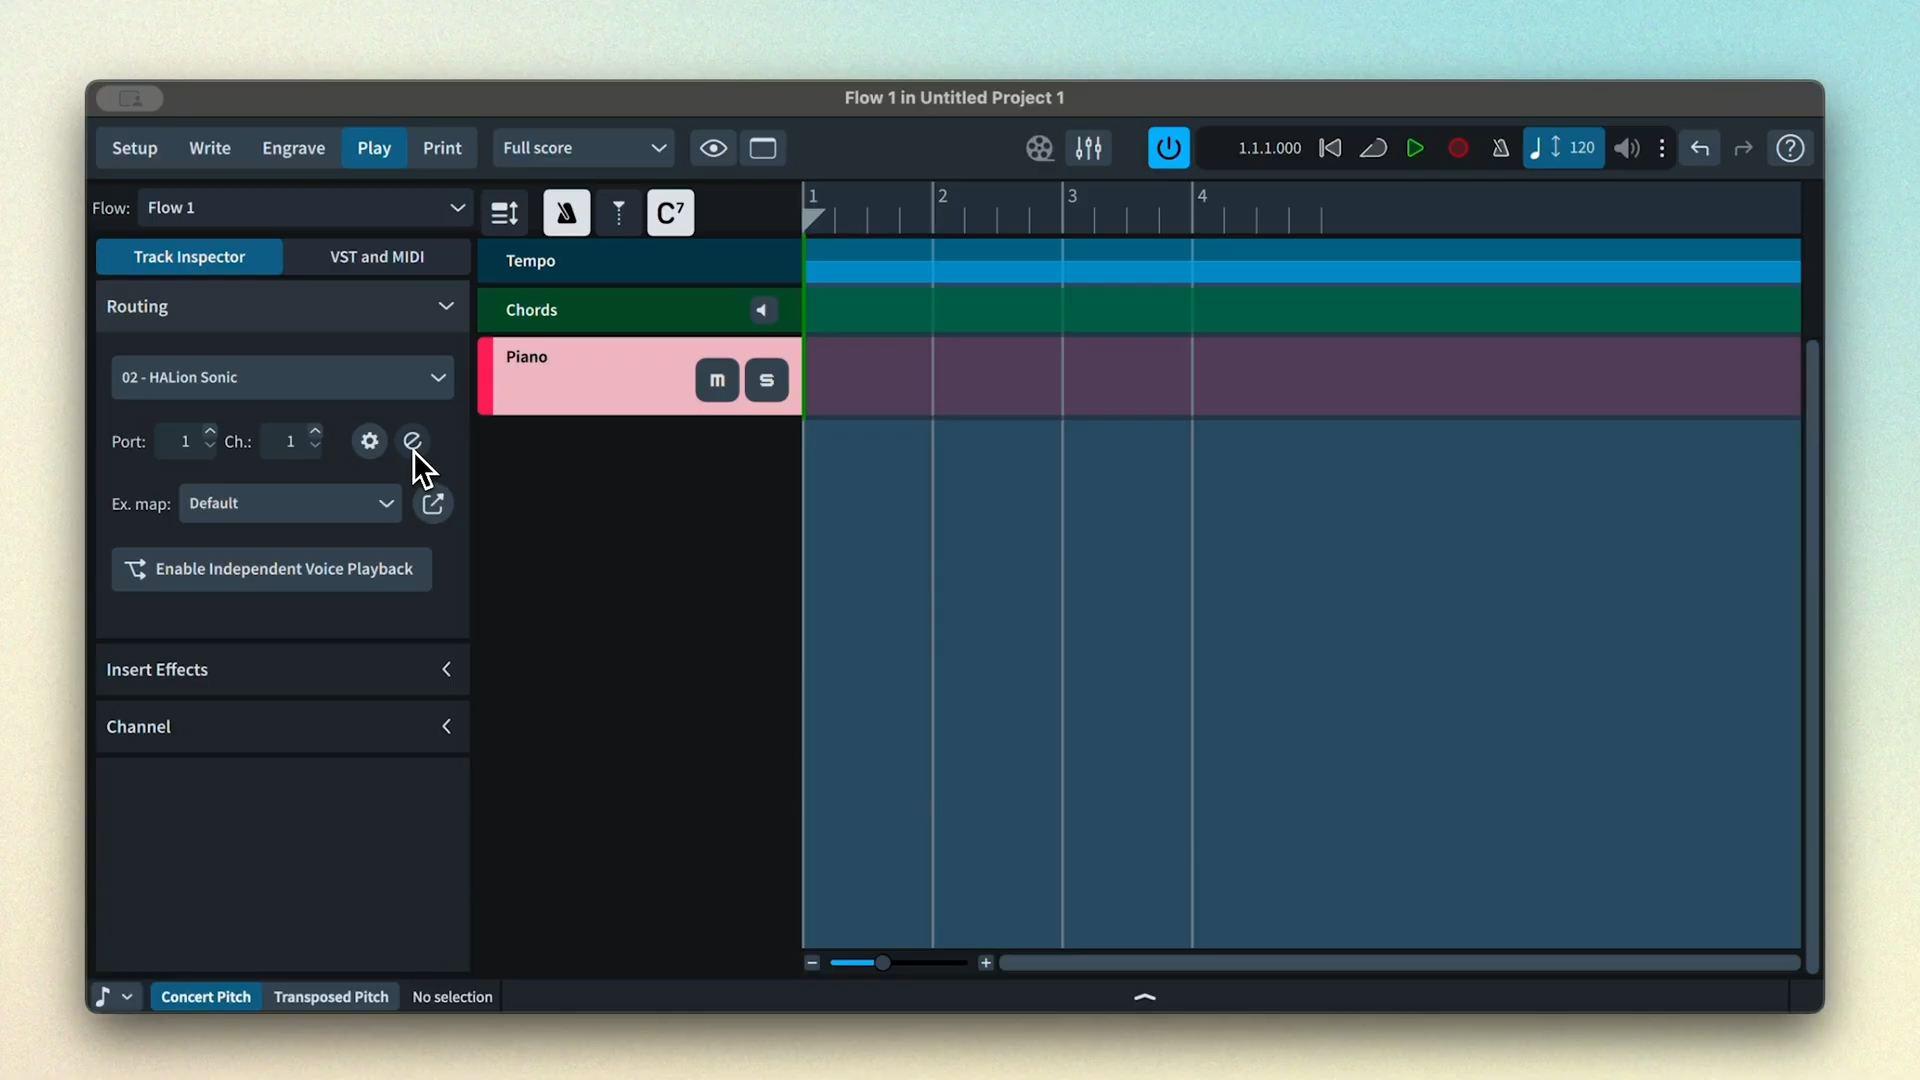 Flow 1 in Untitled Project 1
Setup Write Engrave Play Print Full score 1.1.1.000 120
Flow: Flow 1 C7 1 2 3 4
Track Inspector VST and MIDI Tempo
Routing Chords
Piano
02 - HALion Sonic m s
Port: 1 Ch.: 1
Ex. map: Default
Enable Independent Voice Playback
Insert Effects
Channel
Concert Pitch Transposed Pitch No selection